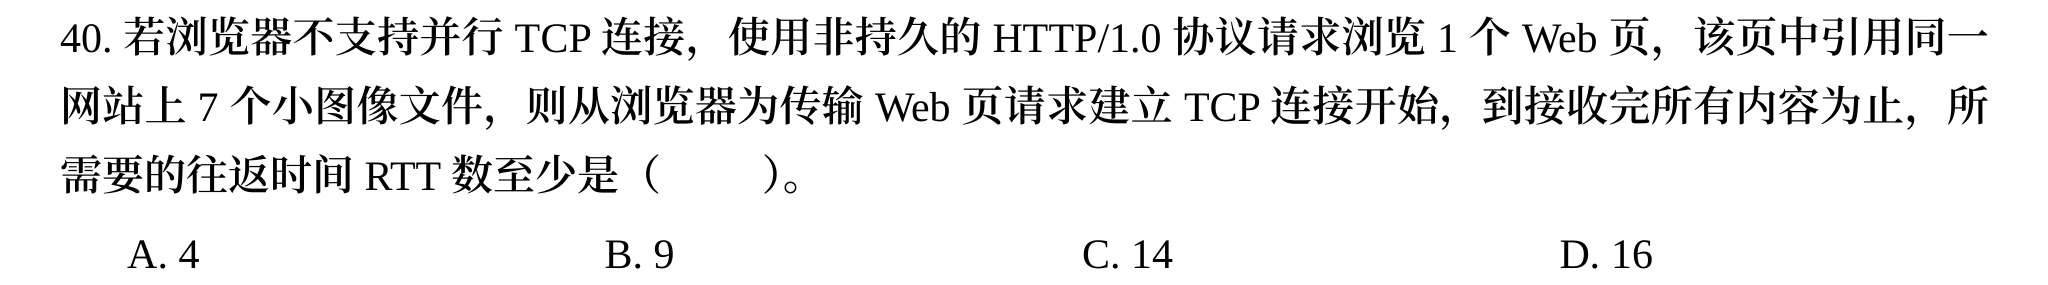 40. 若浏览器不支持并行 TCP 连接，使用非持久的 HTTP/1.0 协议请求浏览 1 个 Web 页，该页中引用同一
网站上 7 个小图像文件，则从浏览器为传输 Web 页请求建立 TCP 连接开始，到接收完所有内容为止，所
需要的往返时间 RTT 数至少是（　　）。
A. 4 B. 9 C. 14 D. 16